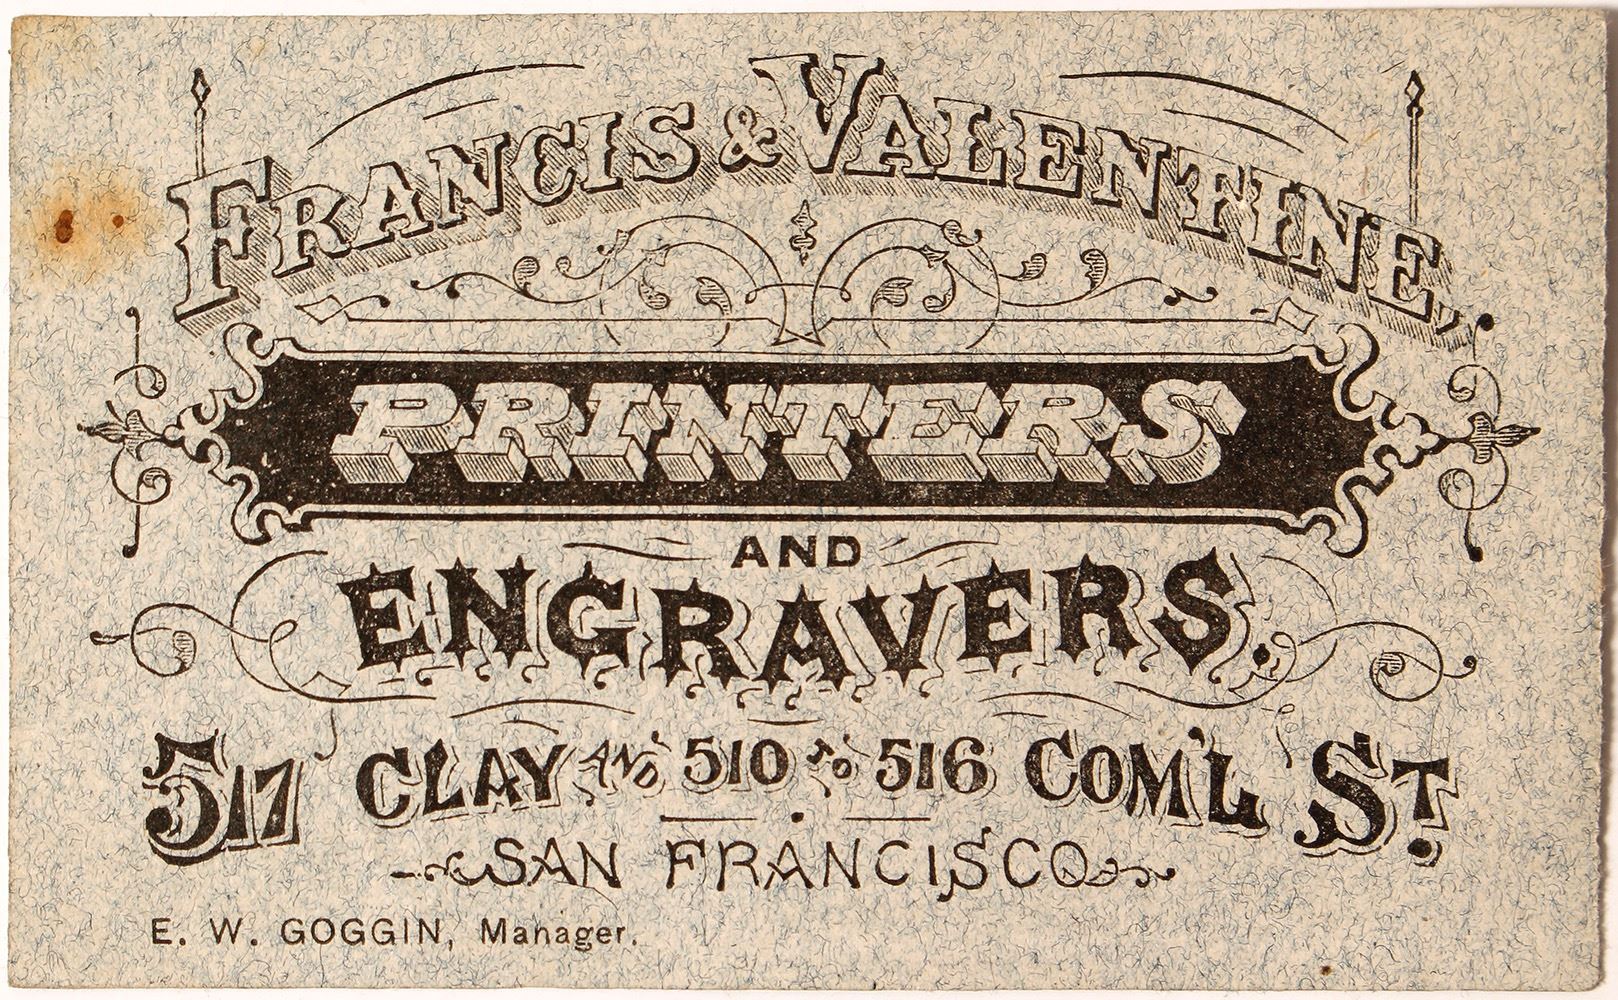 FRANCIS & VALENTINE,
PRINTERS
AND
ENGRAVERS
517 CLAY AND 510 TO 516 COM'L ST.
SAN FRANCISCO
E. W. GOGGIN, Manager.